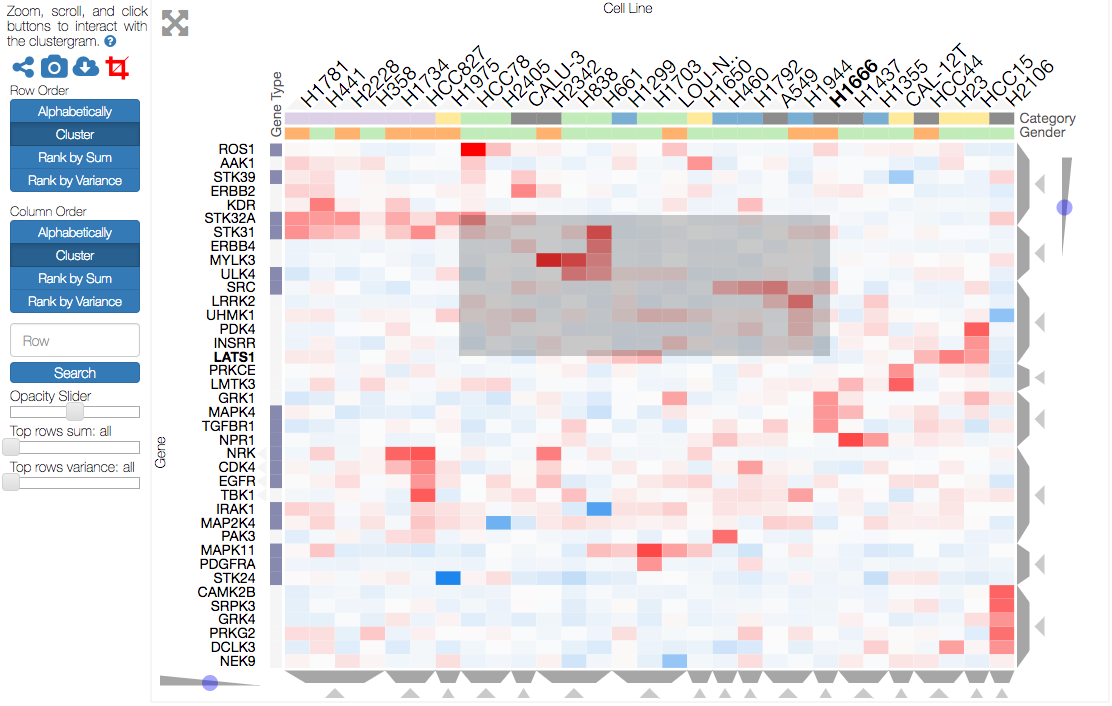 Zoom, scroll, and click
buttons to interact with
the clustergram. ?
Row Order
Alphabetically
Cluster
Rank by Sum
Rank by Variance
Column Order
Alphabetically
Cluster
Rank by Sum
Rank by Variance
Row
Search
Opacity Slider
Top rows sum: all
Top rows variance: all
Cell Line
H1781
H441
H2228
H358
H1734
HCC827
H1975
HCC78
H2405
CALU-3
H2342
H838
H661
H1299
H1703
LOU-N..
H1650
H460
H1792
A549
H1944
H1666
H1437
H1355
CAL-12T
HCC44
H23
HCC15
H2106
Gene Type
Category
Gender
Gene
ROS1
AAK1
STK39
ERBB2
KDR
STK32A
STK31
ERBB4
MYLK3
ULK4
SRC
LRRK2
UHMK1
PDK4
INSRR
LATS1
PRKCE
LMTK3
GRK1
MAPK4
TGFBR1
NPR1
NRK
CDK4
EGFR
TBK1
IRAK1
MAP2K4
PAK3
MAPK11
PDGFRA
STK24
CAMK2B
SRPK3
GRK4
PRKG2
DCLK3
NEK9